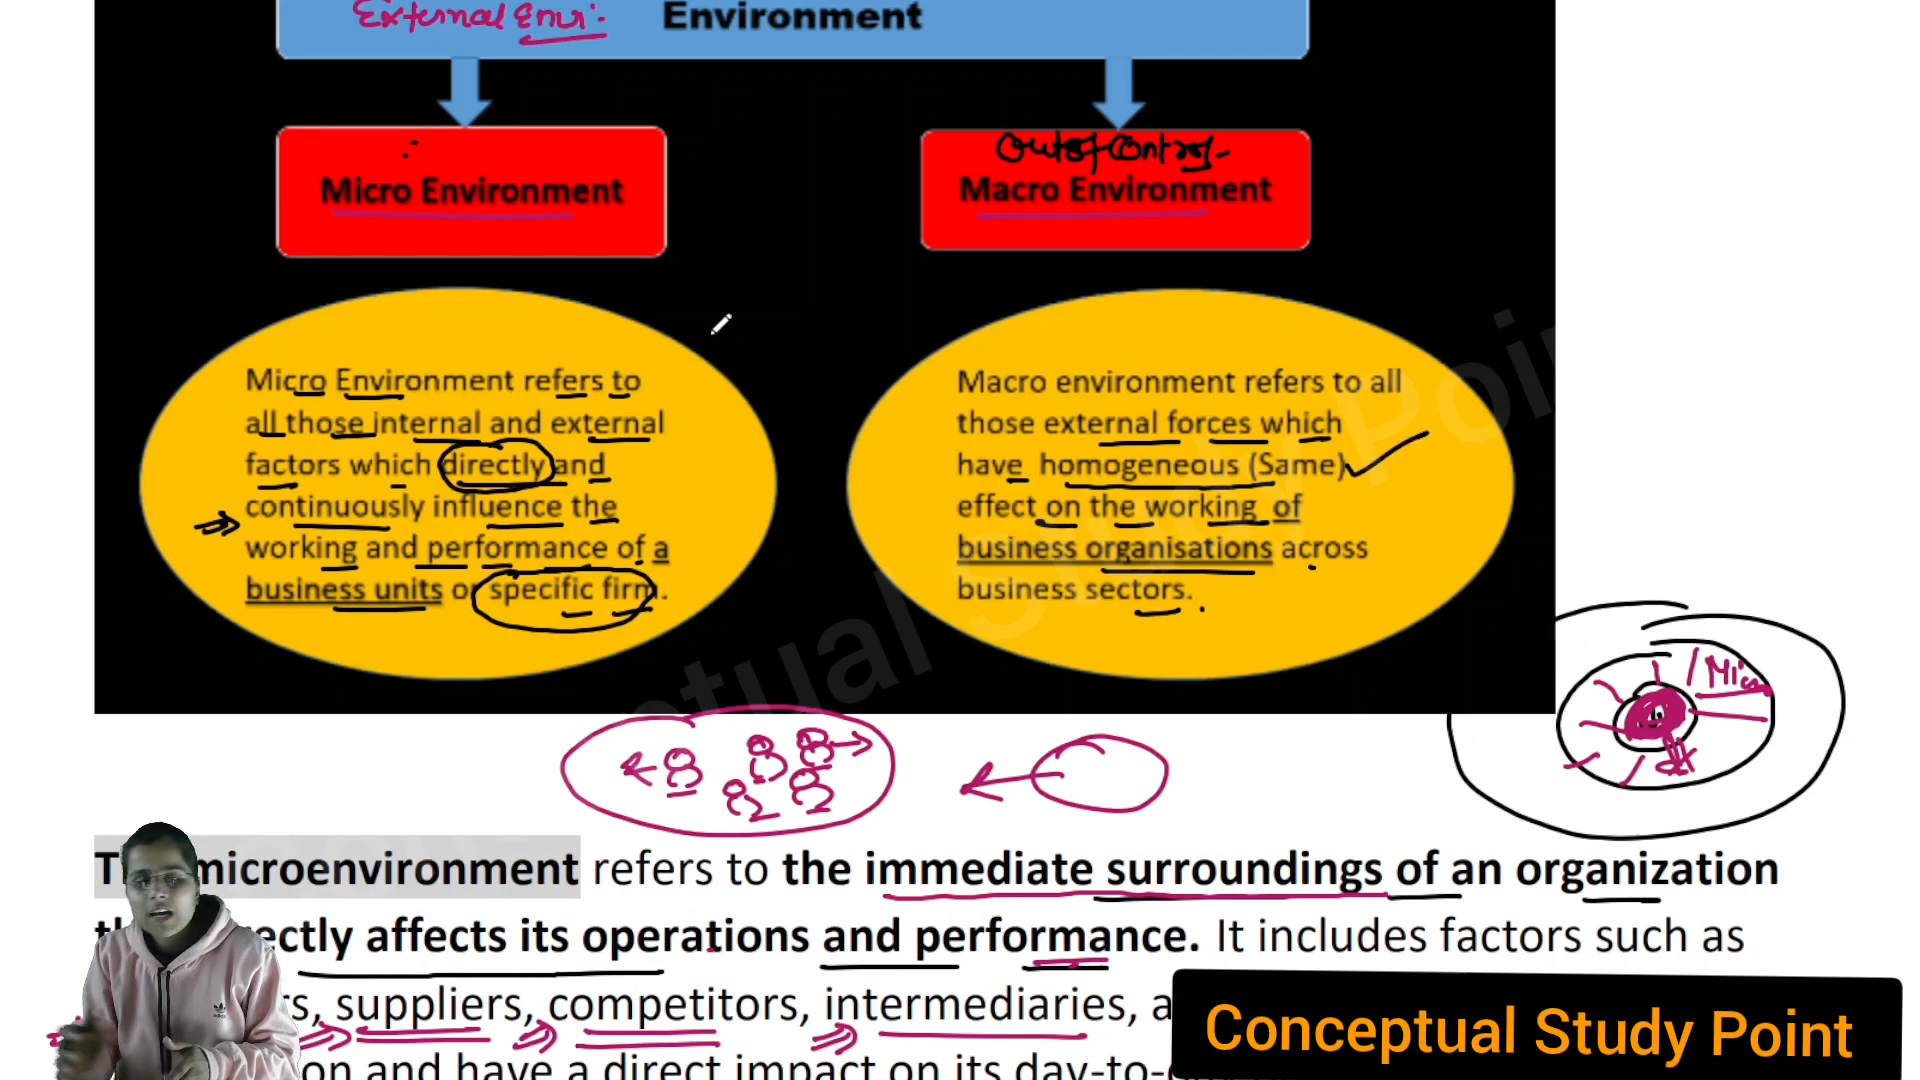 External Envi:
Environment
Out of Control
Micro Environment
Macro Environment
Micro Environment refers to
all those internal and external
factors which directly and
continuously influence the
working and performance of a
business units or specific firm.
Macro environment refers to all
those external forces which
have homogeneous (Same)
effect on the working of
business organisations across
business sectors.
Micro
microenvironment refers to the immediate surroundings of an organization
affects its operations and performance. It includes factors such as
suppliers, competitors, intermediaries,
and have a direct impact on its
Conceptual Study Point